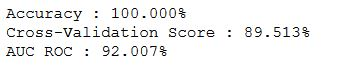 Accuracy : 100.000%
Cross-Validation Score : 89.513%
AUC ROC : 92.007%